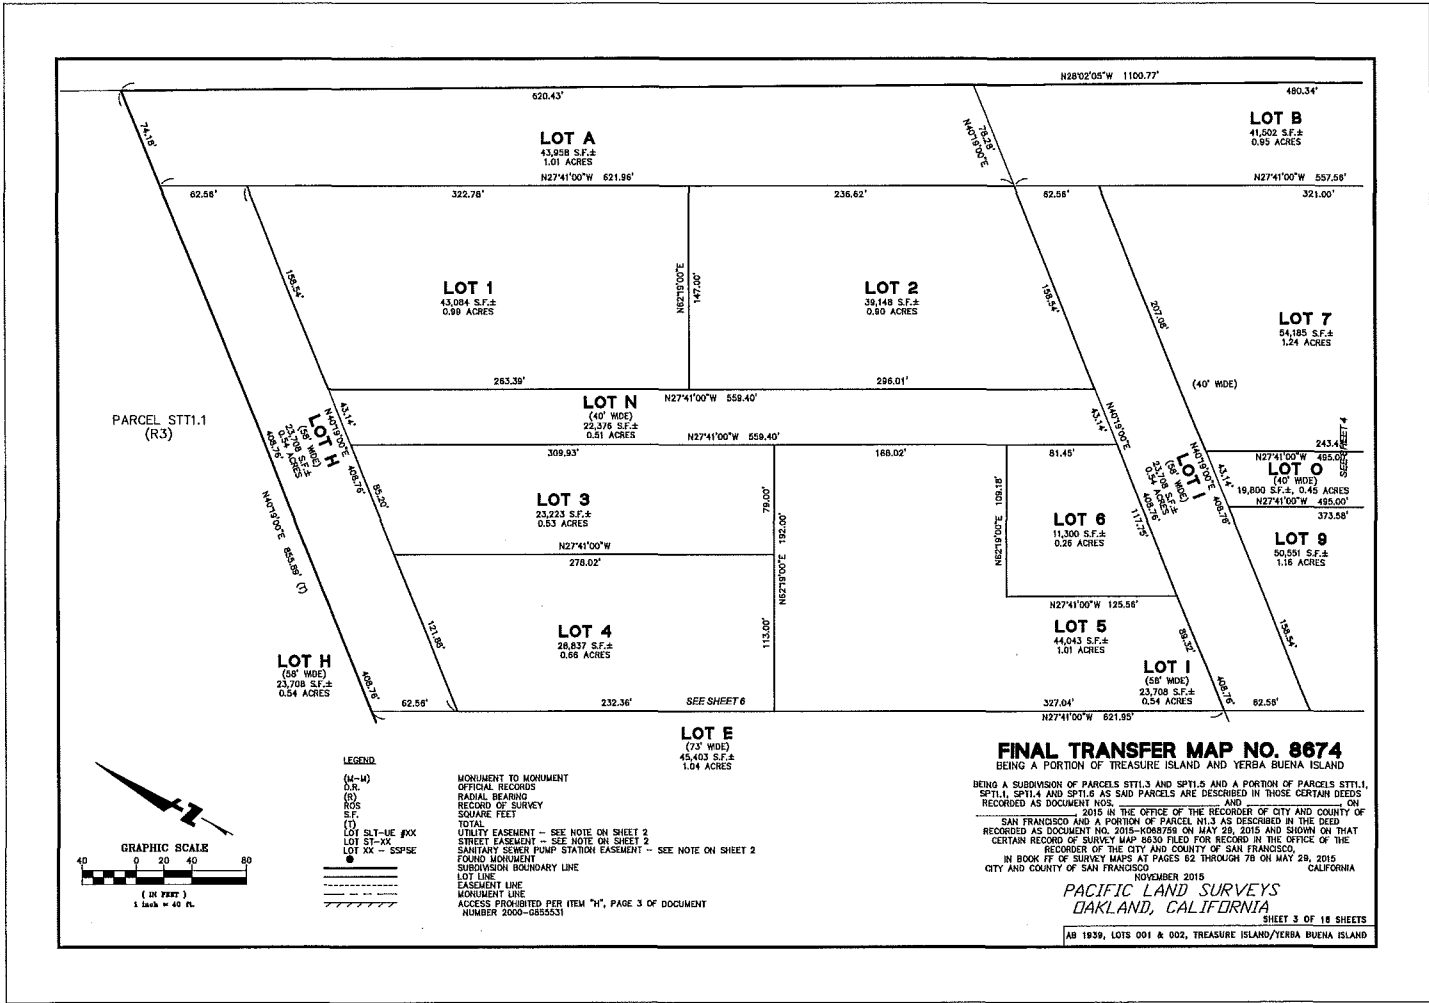 N28°02'05"W 1100.77'
620.43'
480.34'
74.18'
LOT A
43,958 S.F.±
1.01 ACRES
N27°41'00"W 621.96'
78.28'
N40°19'00"E
LOT B
41,502 S.F.±
0.95 ACRES
N27°41'00"W 557.56'
62.56'
322.76'
236.62'
62.56'
321.00'
158.54'
LOT 1
43,084 S.F.±
0.99 ACRES
N62°19'00"E
147.00'
LOT 2
39,148 S.F.±
0.90 ACRES
158.54'
207.08'
LOT 7
54,185 S.F.±
1.24 ACRES
(40' WIDE)
263.39'
296.01'
N27°41'00"W 559.40'
LOT N
(40' WIDE)
22,376 S.F.±
0.51 ACRES
N27°41'00"W 559.40'
PARCEL STT1.1
(R3)
43.14'
N40°19'00"E 408.76'
LOT H
(58' WIDE)
23,708 S.F.±
0.54 ACRES
408.76'
N40°19'00"E 855.89' (T)
85.20'
309.93'
168.02'
81.45'
43.14'
N40°19'00"E
LOT I
(58' WIDE)
23,708 S.F.±
0.54 ACRES
408.76'
117.75'
N40°19'00"E 408.76'
43.14'
243.4
N27°41'00"W 495.0
SEE SHEET 4
LOT O
(40' WIDE)
19,800 S.F.±, 0.45 ACRES
N27°41'00"W 495.00'
373.58'
LOT 3
23,223 S.F.±
0.53 ACRES
N27°41'00"W
278.02'
79.00'
N62°19'00"E 192.00'
N62°19'00"E 109.18'
LOT 6
11,300 S.F.±
0.26 ACRES
N27°41'00"W 125.56'
LOT 9
50,551 S.F.±
1.16 ACRES
121.86'
LOT 4
28,837 S.F.±
0.66 ACRES
113.00'
LOT 5
44,043 S.F.±
1.01 ACRES
89.32'
158.54'
LOT H
(58' WIDE)
23,708 S.F.±
0.54 ACRES
408.76'
LOT I
(58' WIDE)
23,708 S.F.±
0.54 ACRES
408.76'
62.56'
232.36'
SEE SHEET 6
327.04'
N27°41'00"W 621.95'
62.56'
LOT E
(73' WIDE)
45,403 S.F.±
1.04 ACRES
LEGEND
(M-M) MONUMENT TO MONUMENT
O.R. OFFICIAL RECORDS
(R) RADIAL BEARING
ROS RECORD OF SURVEY
S.F. SQUARE FEET
(T) TOTAL
LOT SLT-UE #XX UTILITY EASEMENT - SEE NOTE ON SHEET 2
LOT ST-XX STREET EASEMENT - SEE NOTE ON SHEET 2
LOT XX - SSPSE SANITARY SEWER PUMP STATION EASEMENT - SEE NOTE ON SHEET 2
FOUND MONUMENT
SUBDIVISION BOUNDARY LINE
LOT LINE
EASEMENT LINE
MONUMENT LINE
ACCESS PROHIBITED PER ITEM "H", PAGE 3 OF DOCUMENT
NUMBER 2000-G855531
GRAPHIC SCALE
40 0 20 40 80
( IN FEET )
1 inch = 40 ft.
FINAL TRANSFER MAP NO. 8674
BEING A PORTION OF TREASURE ISLAND AND YERBA BUENA ISLAND
BEING A SUBDIVISION OF PARCELS STT1.3 AND SPT1.5 AND A PORTION OF PARCELS STT1.1,
SPT1.1, SPT1.4 AND SPT1.6 AS SAID PARCELS ARE DESCRIBED IN THOSE CERTAIN DEEDS
RECORDED AS DOCUMENT NOS. ____________ AND ____________, ON
____________, 2015 IN THE OFFICE OF THE RECORDER OF CITY AND COUNTY OF
SAN FRANCISCO AND A PORTION OF PARCEL N1.3 AS DESCRIBED IN THE DEED
RECORDED AS DOCUMENT NO. 2015-K068759 ON MAY 29, 2015 AND SHOWN ON THAT
CERTAIN RECORD OF SURVEY MAP 8630 FILED FOR RECORD IN THE OFFICE OF THE
RECORDER OF THE CITY AND COUNTY OF SAN FRANCISCO,
IN BOOK FF OF SURVEY MAPS AT PAGES 62 THROUGH 78 ON MAY 29, 2015
CITY AND COUNTY OF SAN FRANCISCO CALIFORNIA
NOVEMBER 2015
PACIFIC LAND SURVEYS
OAKLAND, CALIFORNIA
SHEET 3 OF 18 SHEETS
AB 1939, LOTS 001 & 002, TREASURE ISLAND/YERBA BUENA ISLAND